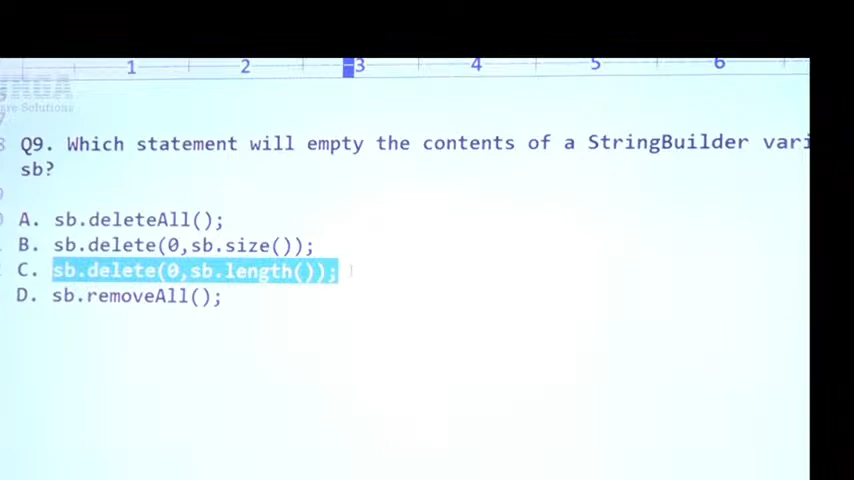 1 2 3 4 5 6
Q9. Which statement will empty the contents of a StringBuilder vari
sb?
A. sb.deleteAll();
B. sb.delete(0,sb.size());
C. sb.delete(0,sb.length());
D. sb.removeAll();